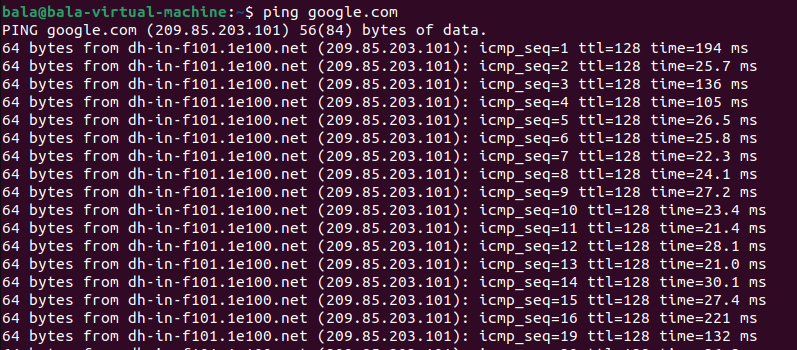 bala@bala-virtual-machine:~$ ping google.com
PING google.com (209.85.203.101) 56(84) bytes of data.
64 bytes from dh-in-f101.1e100.net (209.85.203.101): icmp_seq=1 ttl=128 time=194 ms
64 bytes from dh-in-f101.1e100.net (209.85.203.101): icmp_seq=2 ttl=128 time=25.7 ms
64 bytes from dh-in-f101.1e100.net (209.85.203.101): icmp_seq=3 ttl=128 time=136 ms
64 bytes from dh-in-f101.1e100.net (209.85.203.101): icmp_seq=4 ttl=128 time=105 ms
64 bytes from dh-in-f101.1e100.net (209.85.203.101): icmp_seq=5 ttl=128 time=26.5 ms
64 bytes from dh-in-f101.1e100.net (209.85.203.101): icmp_seq=6 ttl=128 time=25.8 ms
64 bytes from dh-in-f101.1e100.net (209.85.203.101): icmp_seq=7 ttl=128 time=22.3 ms
64 bytes from dh-in-f101.1e100.net (209.85.203.101): icmp_seq=8 ttl=128 time=24.1 ms
64 bytes from dh-in-f101.1e100.net (209.85.203.101): icmp_seq=9 ttl=128 time=27.2 ms
64 bytes from dh-in-f101.1e100.net (209.85.203.101): icmp_seq=10 ttl=128 time=23.4 ms
64 bytes from dh-in-f101.1e100.net (209.85.203.101): icmp_seq=11 ttl=128 time=21.4 ms
64 bytes from dh-in-f101.1e100.net (209.85.203.101): icmp_seq=12 ttl=128 time=28.1 ms
64 bytes from dh-in-f101.1e100.net (209.85.203.101): icmp_seq=13 ttl=128 time=21.0 ms
64 bytes from dh-in-f101.1e100.net (209.85.203.101): icmp_seq=14 ttl=128 time=30.1 ms
64 bytes from dh-in-f101.1e100.net (209.85.203.101): icmp_seq=15 ttl=128 time=27.4 ms
64 bytes from dh-in-f101.1e100.net (209.85.203.101): icmp_seq=16 ttl=128 time=221 ms
64 bytes from dh-in-f101.1e100.net (209.85.203.101): icmp_seq=19 ttl=128 time=132 ms